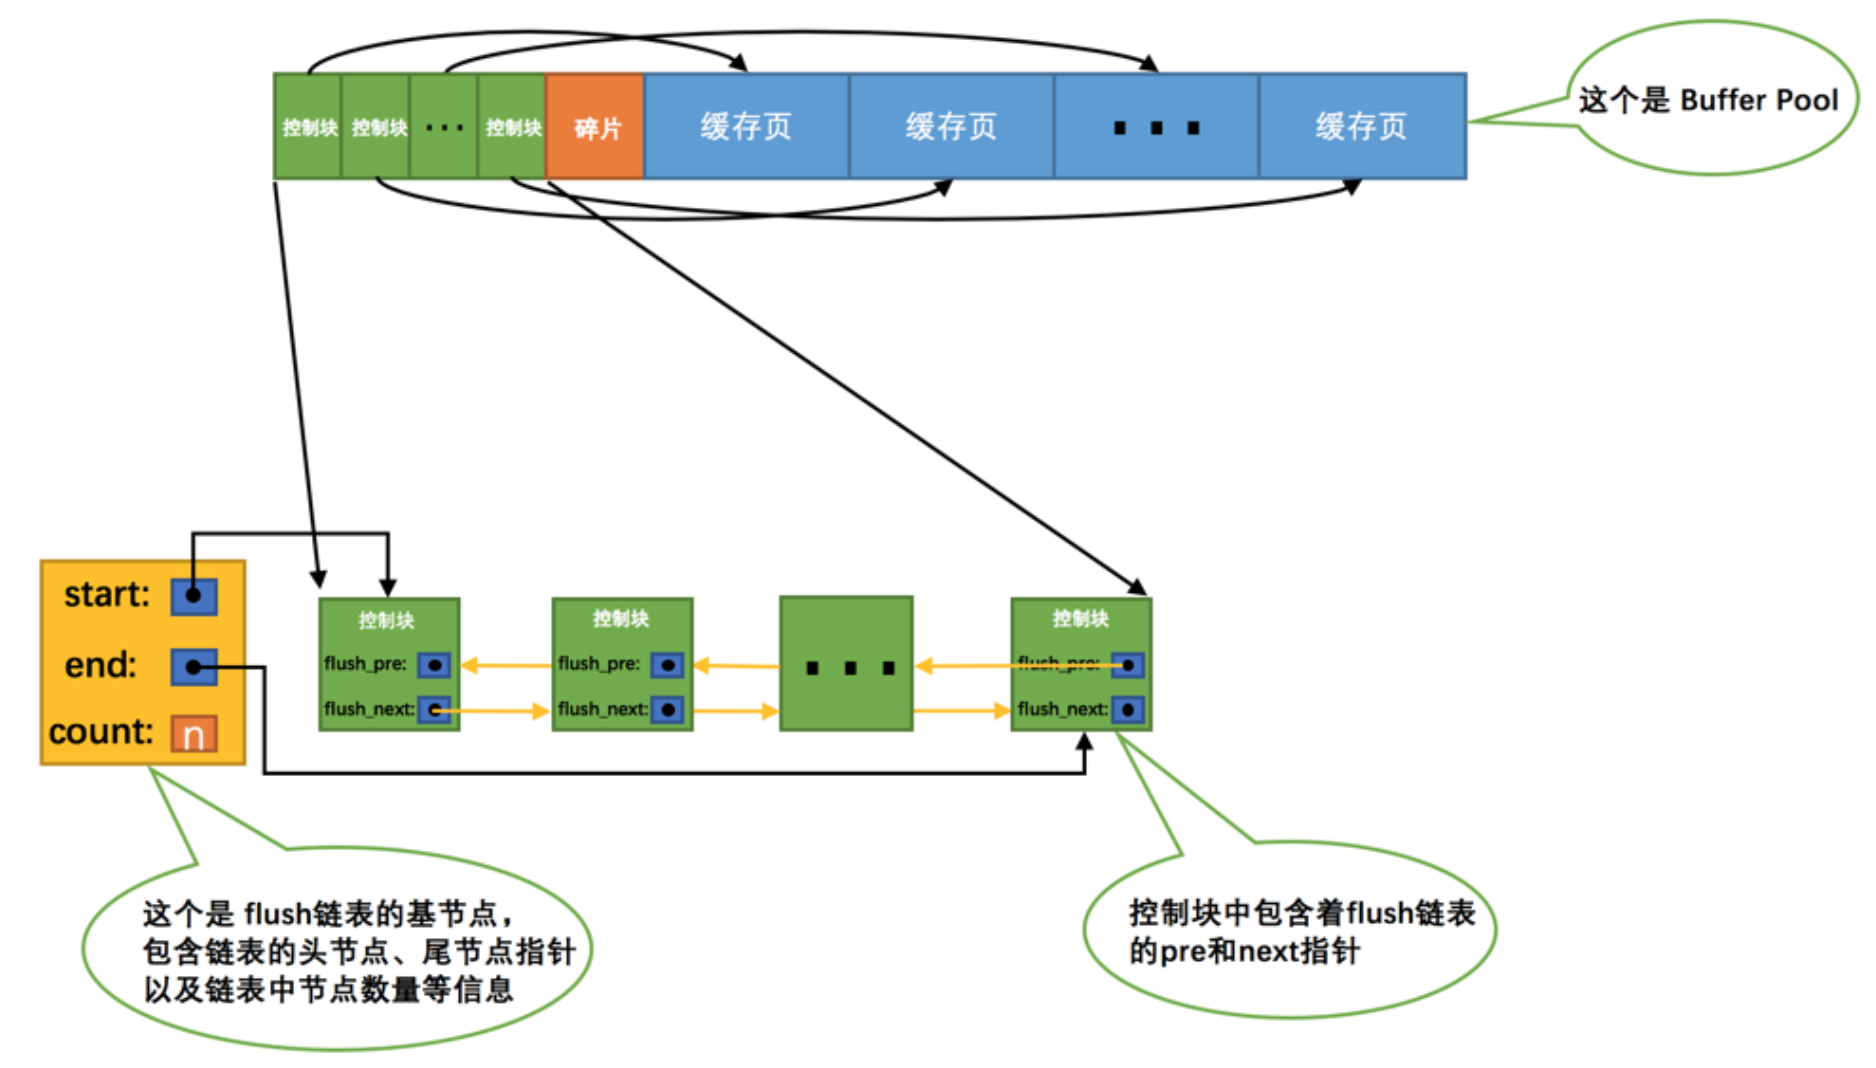 控制块 控制块 ··· 控制块 碎片 缓存页 缓存页 ··· 缓存页
这个是 Buffer Pool
start:
end:
count: n
控制块
flush_pre:
flush_next:
控制块
flush_pre:
flush_next:
···
控制块
flush_pre:
flush_next:
这个是 flush链表的基节点，
包含链表的头节点、尾节点指针
以及链表中节点数量等信息
控制块中包含着flush链表
的pre和next指针